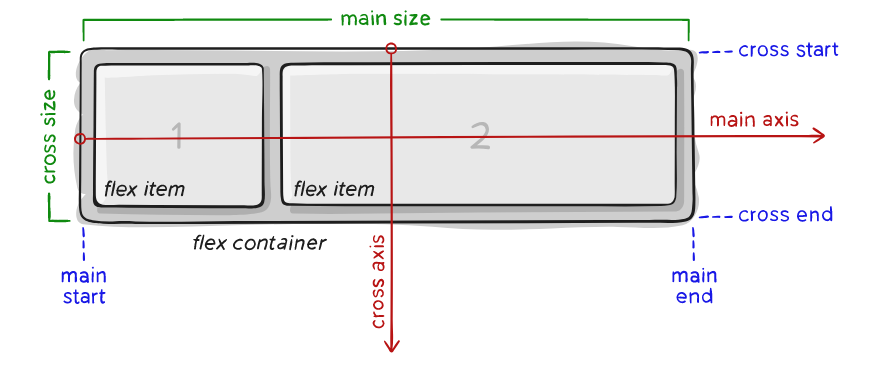 main size
cross start
cross size
1
2
main axis
flex item
flex item
cross end
flex container
cross axis
main
start
main
end